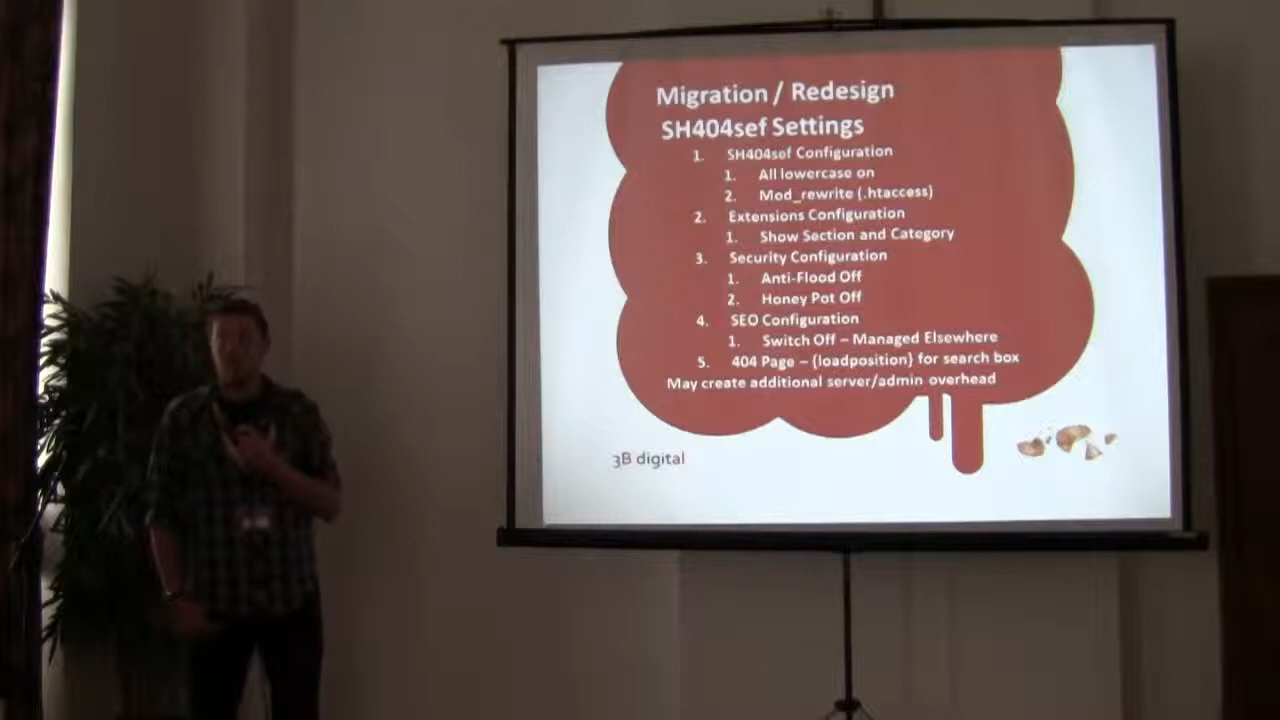 Migration / Redesign
SH404sef Settings
1. SH404sef Configuration
1. All lowercase on
2. Mod_rewrite (.htaccess)
2. Extensions Configuration
1. Show Section and Category
3. Security Configuration
1. Anti-Flood Off
2. Honey Pot Off
4. SEO Configuration
1. Switch Off – Managed Elsewhere
5. 404 Page – {loadposition} for search box
May create additional server/admin overhead
3B digital